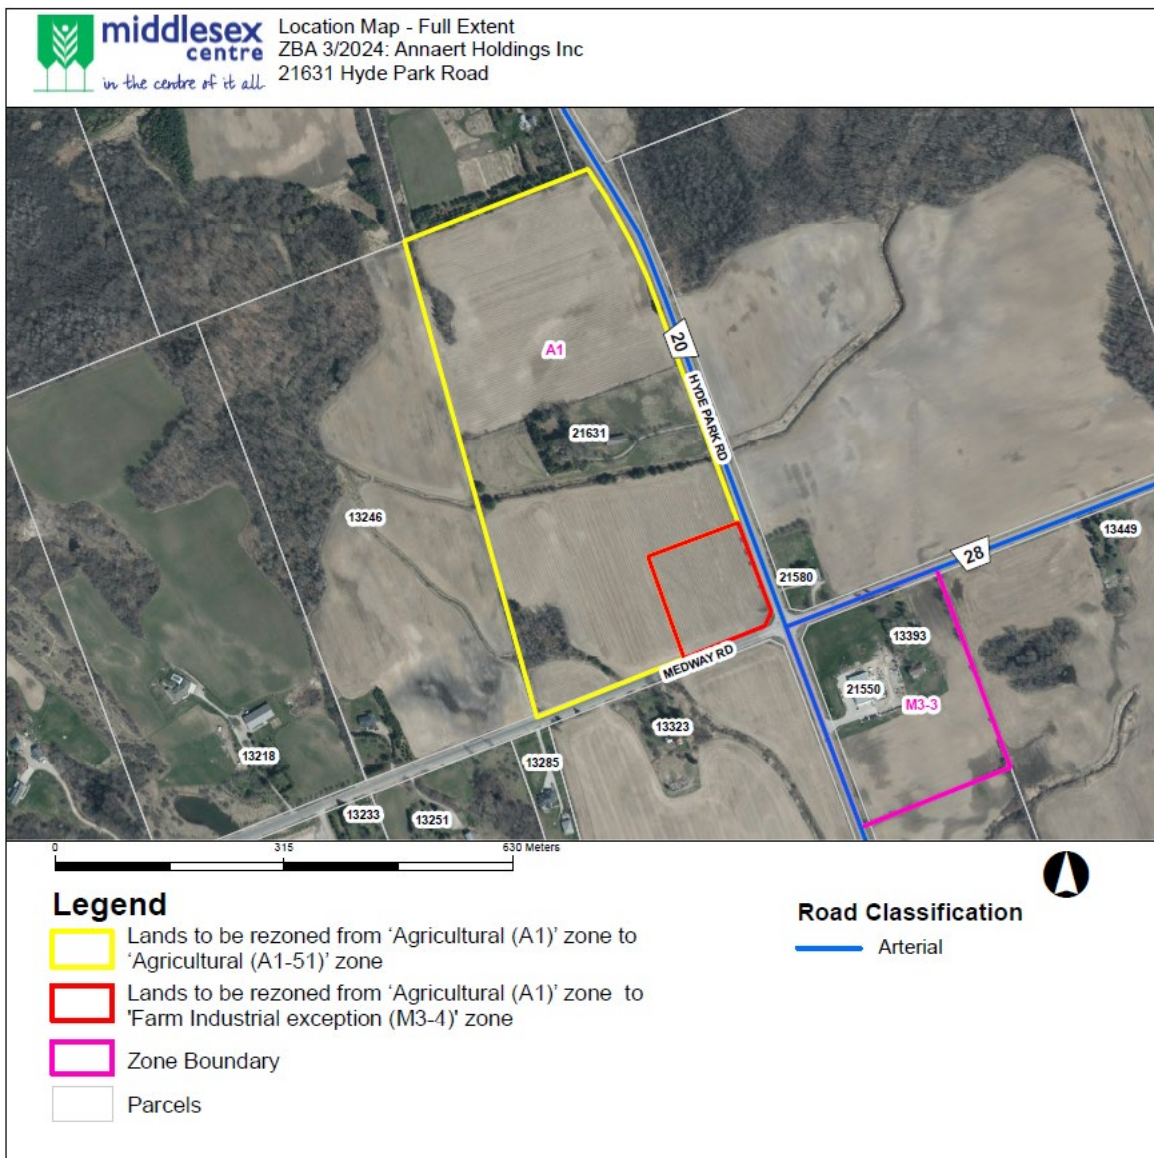 middlesex
centre
in the centre of it all
Location Map - Full Extent
ZBA 3/2024: Annaert Holdings Inc
21631 Hyde Park Road
20
A1
HYDE PARK RD
21631
13246
13449
28
21580
13393
MEDWAY RD
21550
M3-3
13323
13218
13285
13233
13251
0 315 630 Meters
Legend
Lands to be rezoned from ‘Agricultural (A1)’ zone to
‘Agricultural (A1-51)’ zone
Lands to be rezoned from ‘Agricultural (A1)’ zone to
'Farm Industrial exception (M3-4)' zone
Zone Boundary
Parcels
Road Classification
Arterial